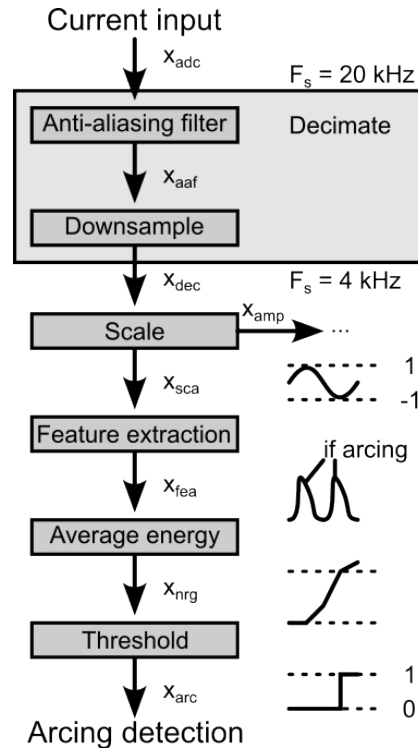 Current input
x_adc
F_s = 20 kHz
Anti-aliasing filter
Decimate
x_aaf
Downsample
x_dec
F_s = 4 kHz
x_amp
Scale
...
x_sca
1
-1
Feature extraction
if arcing
x_fea
Average energy
x_nrg
Threshold
x_arc
1
0
Arcing detection